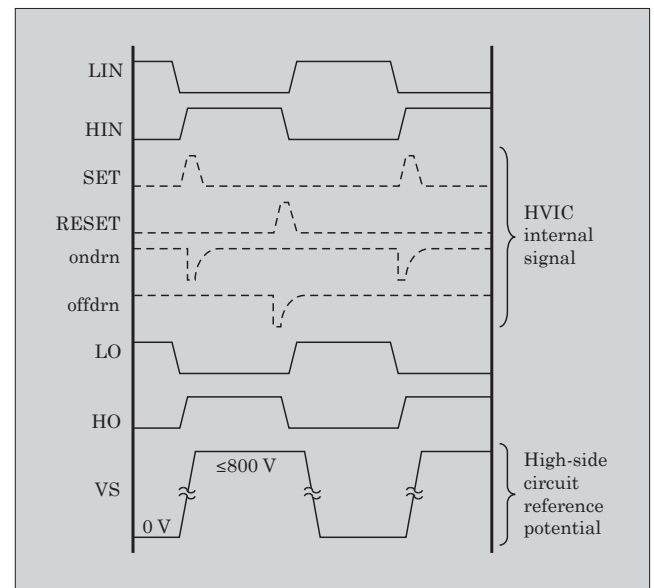 LIN
HIN
SET
RESET
ondrn
offdrn
HVIC
internal
signal
LO
HO
VS
≤800 V
0 V
High-side
circuit
reference
potential